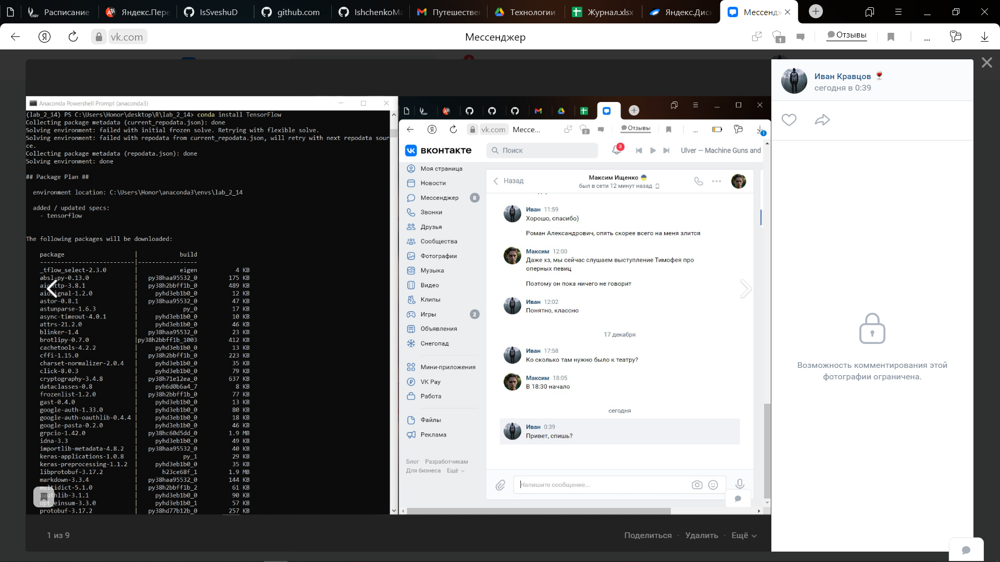 Расписание
Яндекс.Пере
IsSveshuD
github.com
IshchenkoMa
Путешестве
Технологии
Журнал.xlsx
Яндекс.Дис
Мессенд
vk.com
Мессенджер
1
Отзывы
...
Иван Кравцов
сегодня в 0:39
Возможность комментирования этой
фотографии ограничена.
Anaconda Powershell Prompt (anaconda3)
(lab_2_14) PS C:\Users\Honor\desktop\R\lab_2_14> conda install TensorFlow
Collecting package metadata (current_repodata.json): done
Solving environment: failed with initial frozen solve. Retrying with flexible solve.
Solving environment: failed with repodata from current_repodata.json, will retry with next repodata sour
ce.
Collecting package metadata (repodata.json): done
Solving environment: done
## Package Plan ##
environment location: C:\Users\Honor\anaconda3\envs\lab_2_14
added / updated specs:
- tensorflow
The following packages will be downloaded:
package | build
---------------------------|-----------------
_tflow_select-2.3.0 | eigen 4 KB
absl-py-0.13.0 | py38haa95532_0 175 KB
| py38h2bbff1b_0 489 KB
| pyhd3eb1b0_0 12 KB
astor-0.8.1 | py38haa95532_0 47 KB
astunparse-1.6.3 | py_0 17 KB
async-timeout-4.0.1 | pyhd3eb1b0_0 10 KB
attrs-21.2.0 | pyhd3eb1b0_0 46 KB
blinker-1.4 | py38haa95532_0 23 KB
brotlipy-0.7.0 |py38h2bbff1b_1003 412 KB
cachetools-4.2.2 | pyhd3eb1b0_0 13 KB
cffi-1.15.0 | py38h2bbff1b_0 223 KB
charset-normalizer-2.0.4 | pyhd3eb1b0_0 35 KB
click-8.0.3 | pyhd3eb1b0_0 79 KB
cryptography-3.4.8 | py38h71e12ea_0 637 KB
dataclasses-0.8 | pyh6d0b6a4_7 8 KB
frozenlist-1.2.0 | py38h2bbff1b_0 77 KB
gast-0.4.0 | pyhd3eb1b0_0 13 KB
google-auth-1.33.0 | pyhd3eb1b0_0 80 KB
google-auth-oauthlib-0.4.4 | pyhd3eb1b0_0 18 KB
google-pasta-0.2.0 | pyhd3eb1b0_0 46 KB
grpcio-1.42.0 | py38hc60d5dd_0 1.9 MB
idna-3.3 | pyhd3eb1b0_0 49 KB
importlib-metadata-4.8.2 | py38haa95532_0 40 KB
keras-applications-1.0.8 | py_1 29 KB
keras-preprocessing-1.1.2 | pyhd3eb1b0_0 35 KB
libprotobuf-3.17.2 | h23ce68f_1 1.9 MB
markdown-3.3.4 | py38haa95532_0 144 KB
multidict-5.1.0 | py38h2bbff1b_2 61 KB
oauthlib-3.1.1 | pyhd3eb1b0_0 90 KB
opt_einsum-3.3.0 | pyhd3eb1b0_1 57 KB
protobuf-3.17.2 | py38hd77b12b_0 257 KB
vk.com
Мессе...
2
Отзывы
...
1
вконтакте
Поиск
3
Ulver — Machine Guns and
Моя страница
Новости
Мессенджер 8
Звонки
Друзья
Сообщества
Фотографии
Музыка
Видео
Клипы
Игры 2
Объявления
Снегопад
Мини-приложения
VK Pay
Работа
Файлы
Реклама
Блог Разработчикам
Для бизнеса Ещё
Назад
Максим Ищенко
был в сети 12 минут назад
Иван 11:59
Хорошо, спасибо)
Роман Александрович, опять скорее всего на меня злится
Максим 12:00
Даже хз, мы сейчас слушаем выступление Тимофея про
оперных певиц
Поэтому он пока ничего не говорит
Иван 12:02
Понятно, классно
17 декабря
Иван 17:58
Ко сколько там нужно было к театру?
Максим 18:05
В 18:30 начало
сегодня
Иван 0:39
Привет, спишь?
Напишите сообщение...
1 из 9
Поделиться · Удалить · Ещё